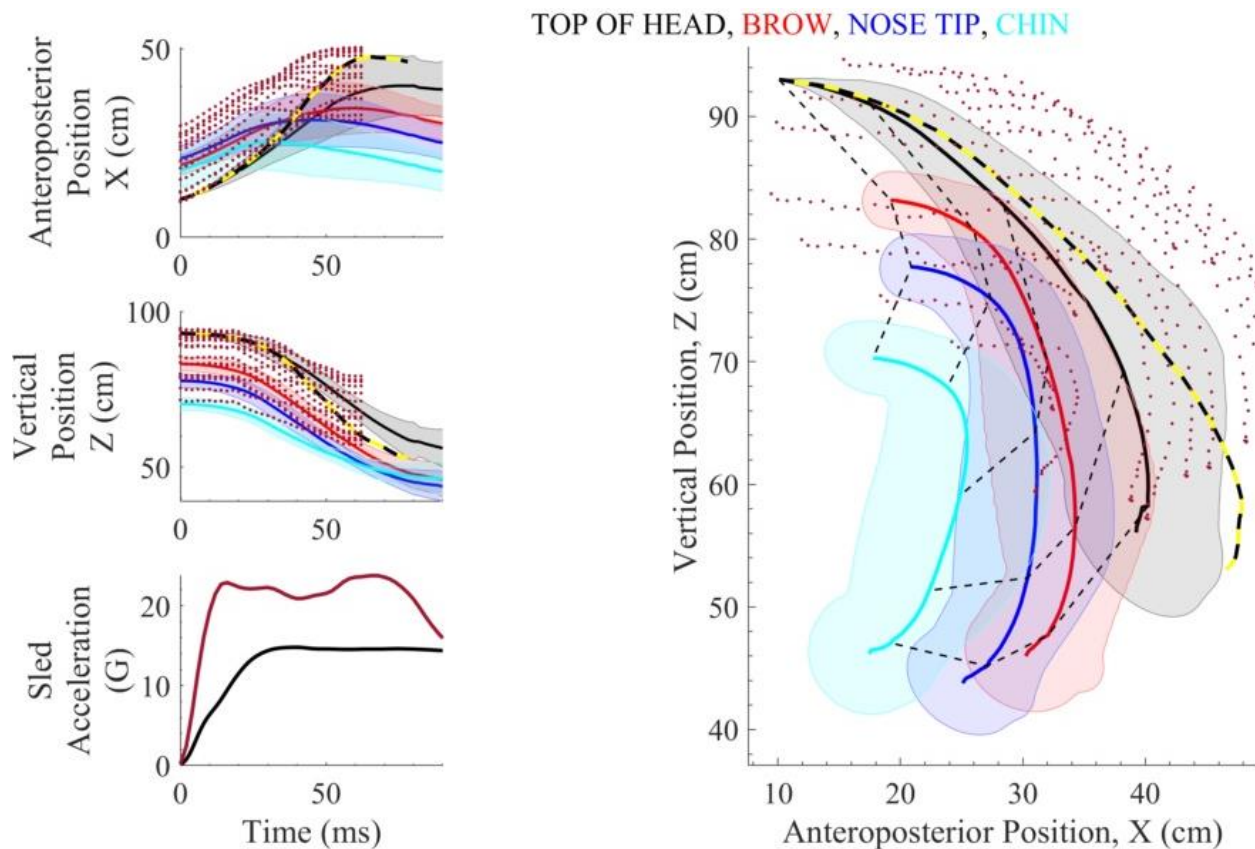 TOP OF HEAD, BROW, NOSE TIP, CHIN
Anteroposterior
Position
X (cm)
50
0
0
50
Vertical
Position
Z (cm)
100
50
0
50
Sled
Acceleration
(G)
20
10
0
0
50
Time (ms)
Vertical Position, Z (cm)
90
80
70
60
50
40
10
20
30
40
Anteroposterior Position, X (cm)